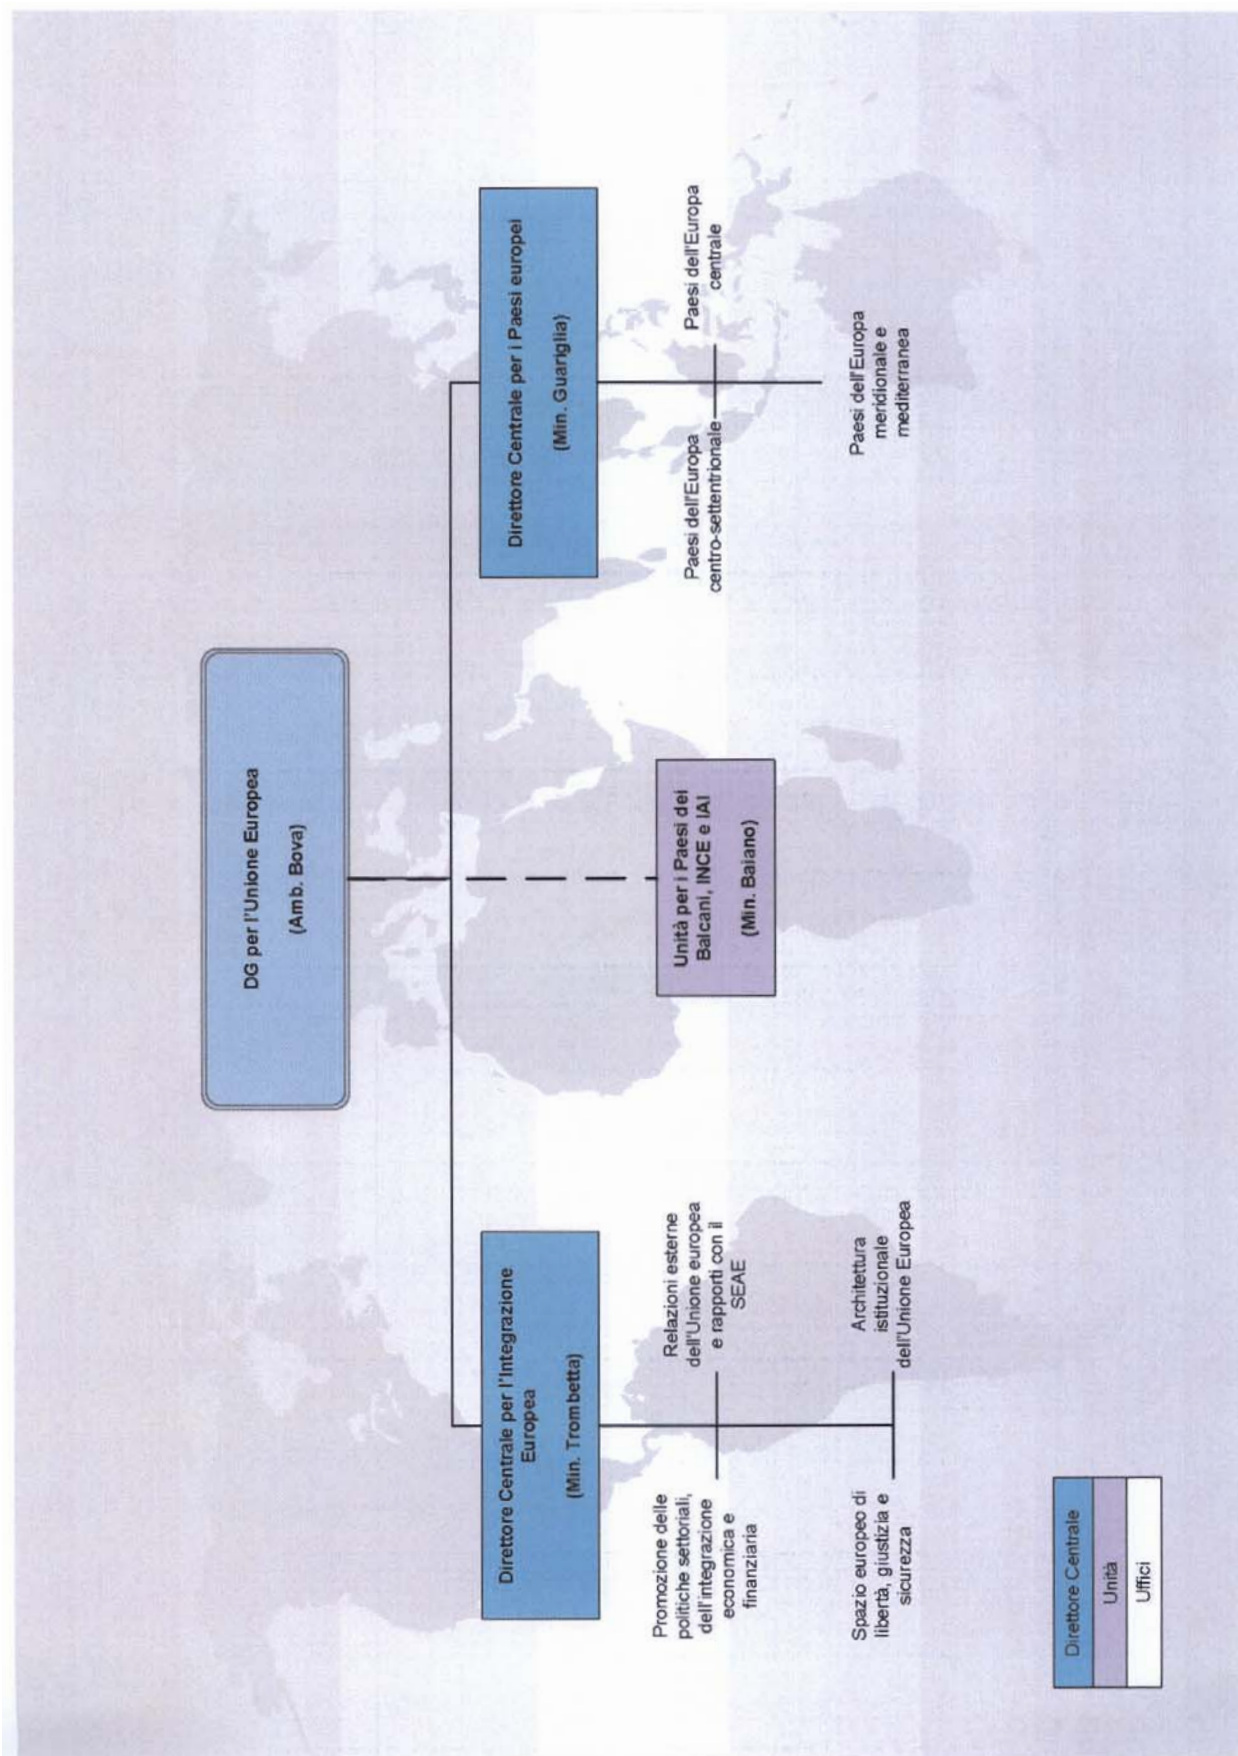 DG per l'Unione Europea
(Amb. Bova)
Direttore Centrale per l'Integrazione
Europea
(Min. Trombetta)
Direttore Centrale per i Paesi europei
(Min. Guariglia)
Unità per i Paesi dei
Balcani, INCE e IAI
(Min. Baiano)
Promozione delle
politiche settoriali,
dell'integrazione
economica e
finanziaria
Relazioni esterne
dell'Unione europea
e rapporti con il
SEAE
Spazio europeo di
libertà, giustizia e
sicurezza
Architettura
istituzionale
dell'Unione Europea
Paesi dell'Europa
centro-settentrionale
Paesi dell'Europa
centrale
Paesi dell'Europa
meridionale e
mediterranea
Direttore Centrale
Unità
Uffici